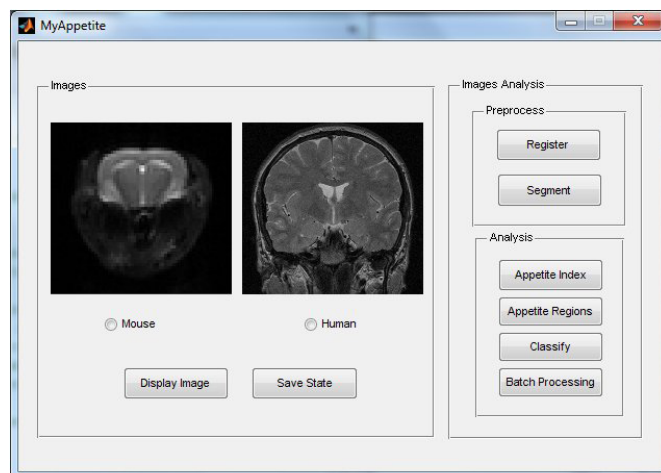 MyAppetite
Images
Mouse
Human
Display Image
Save State
Images Analysis
Preprocess
Register
Segment
Analysis
Appetite Index
Appetite Regions
Classify
Batch Processing